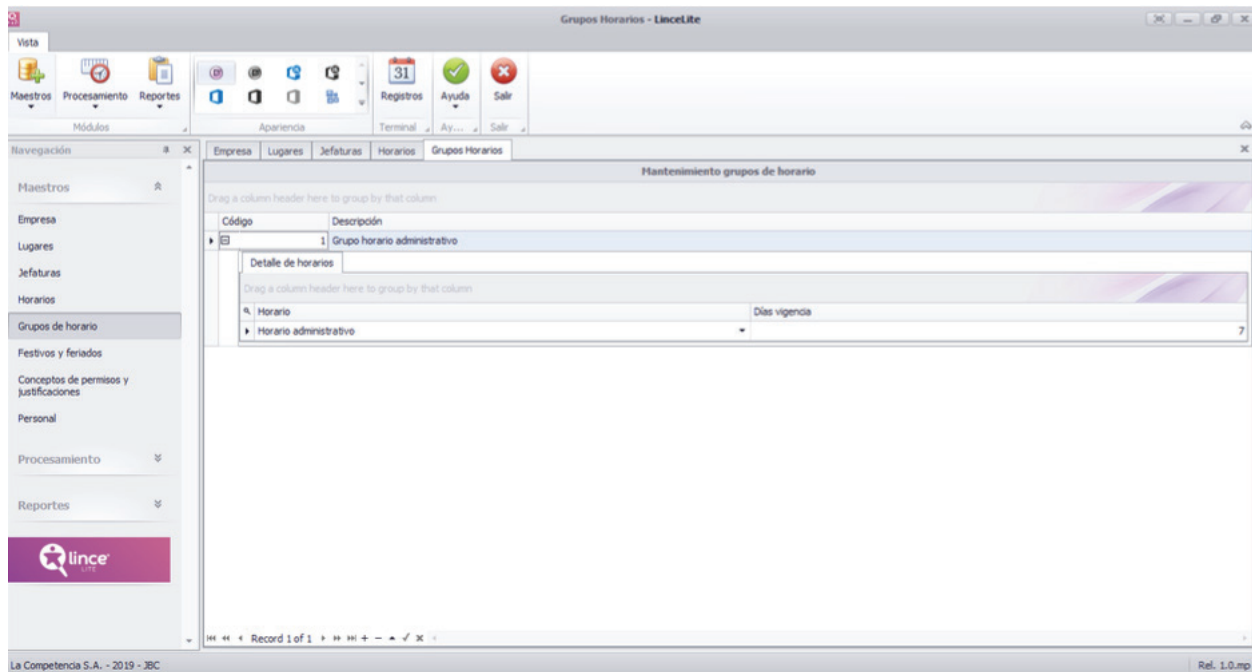 Grupos Horarios - LinceLite
Vista
Maestros Procesamiento Reportes
31
Registros Ayuda Salir
Módulos Apariencia Terminal Ay... Salir
Navegación
Empresa Lugares Jefaturas Horarios Grupos Horarios
Mantenimiento grupos de horario
Maestros
Drag a column header here to group by that column
Empresa
Código Descripción
Lugares
1 Grupo horario administrativo
Detalle de horarios
Jefaturas
Drag a column header here to group by that column
Horarios
Horario Días vigencia
Grupos de horario
Horario administrativo 7
Festivos y feriados
Conceptos de permisos y
justificaciones
Personal
Procesamiento
Reportes
lince
LITE
Record 1 of 1
La Competencia S.A. - 2019 - JBC Rel. 1.0.mp